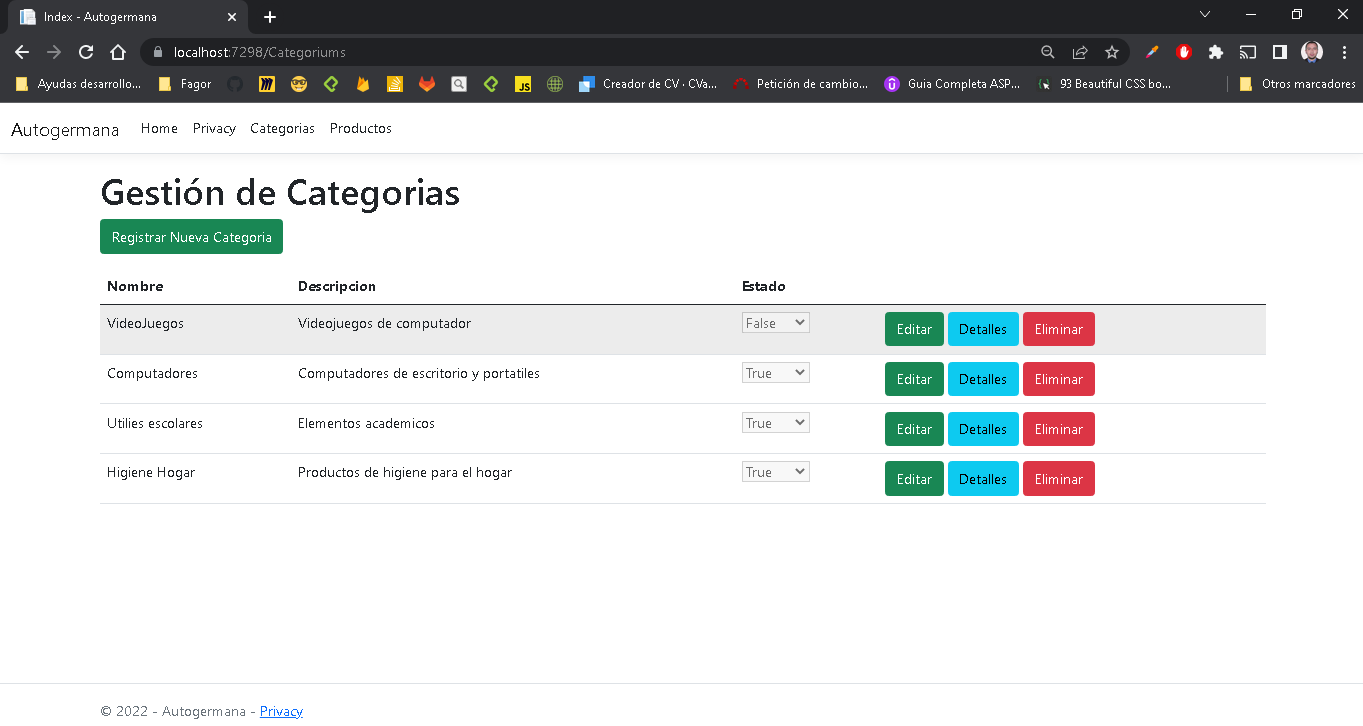 Index - Autogermana
localhost:7298/Categoriums
Ayudas desarrollo... Fagor JS Creador de CV · CVa... Petición de cambio... Guia Completa ASP... 93 Beautiful CSS bo... Otros marcadores
Autogermana Home Privacy Categorias Productos
Gestión de Categorias
Registrar Nueva Categoria
Nombre Descripcion Estado
VideoJuegos Videojuegos de computador False Editar Detalles Eliminar
Computadores Computadores de escritorio y portatiles True Editar Detalles Eliminar
Utilies escolares Elementos academicos True Editar Detalles Eliminar
Higiene Hogar Productos de higiene para el hogar True Editar Detalles Eliminar
© 2022 - Autogermana - Privacy